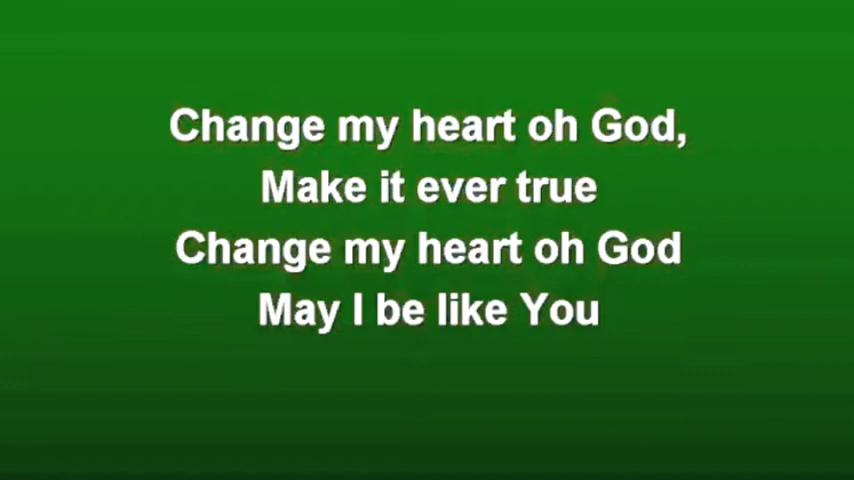 Change my heart oh God,
Make it ever true
Change my heart oh God
May I be like You